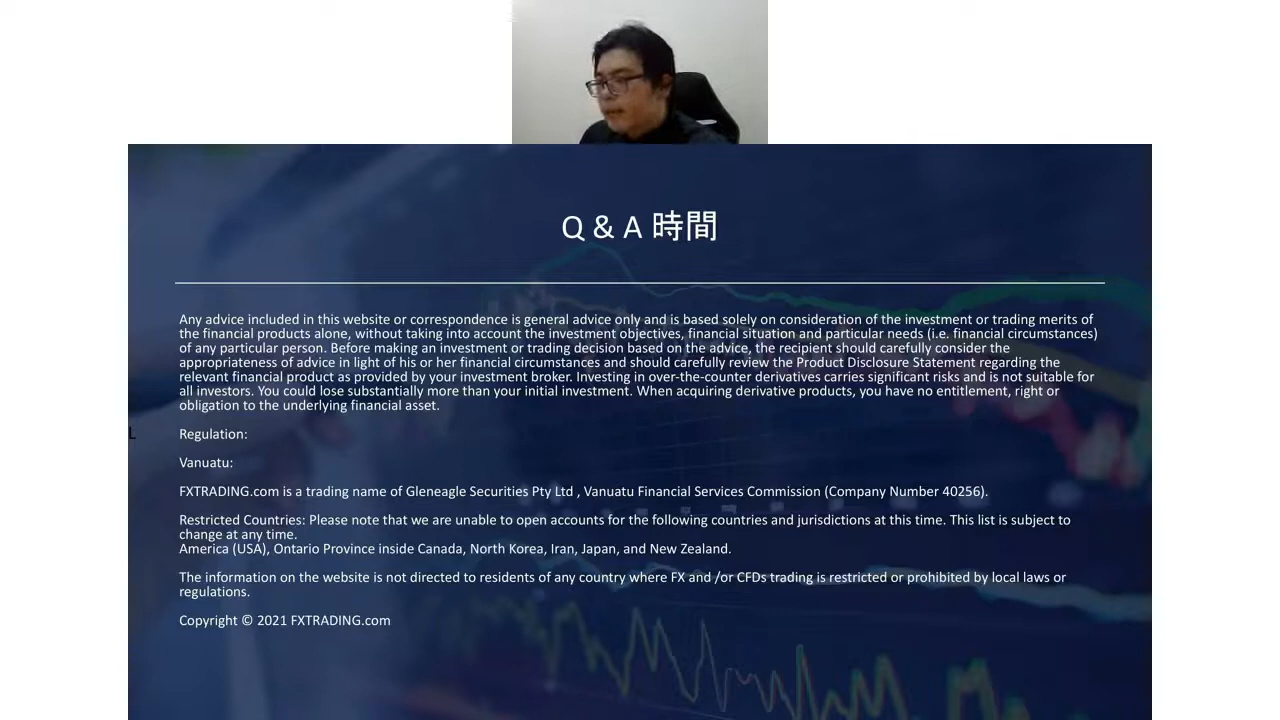 Q & A 時間
Any advice included in this website or correspondence is general advice only and is based solely on consideration of the investment or trading merits of
the financial products alone, without taking into account the investment objectives, financial situation and particular needs (i.e. financial circumstances)
of any particular person. Before making an investment or trading decision based on the advice, the recipient should carefully consider the
appropriateness of advice in light of his or her financial circumstances and should carefully review the Product Disclosure Statement regarding the
relevant financial product as provided by your investment broker. Investing in over-the-counter derivatives carries significant risks and is not suitable for
all investors. You could lose substantially more than your initial investment. When acquiring derivative products, you have no entitlement, right or
obligation to the underlying financial asset.
L
Regulation:
Vanuatu:
FXTRADING.com is a trading name of Gleneagle Securities Pty Ltd , Vanuatu Financial Services Commission (Company Number 40256).
Restricted Countries: Please note that we are unable to open accounts for the following countries and jurisdictions at this time. This list is subject to
change at any time.
America (USA), Ontario Province inside Canada, North Korea, Iran, Japan, and New Zealand.
The information on the website is not directed to residents of any country where FX and /or CFDs trading is restricted or prohibited by local laws or
regulations.
Copyright © 2021 FXTRADING.com